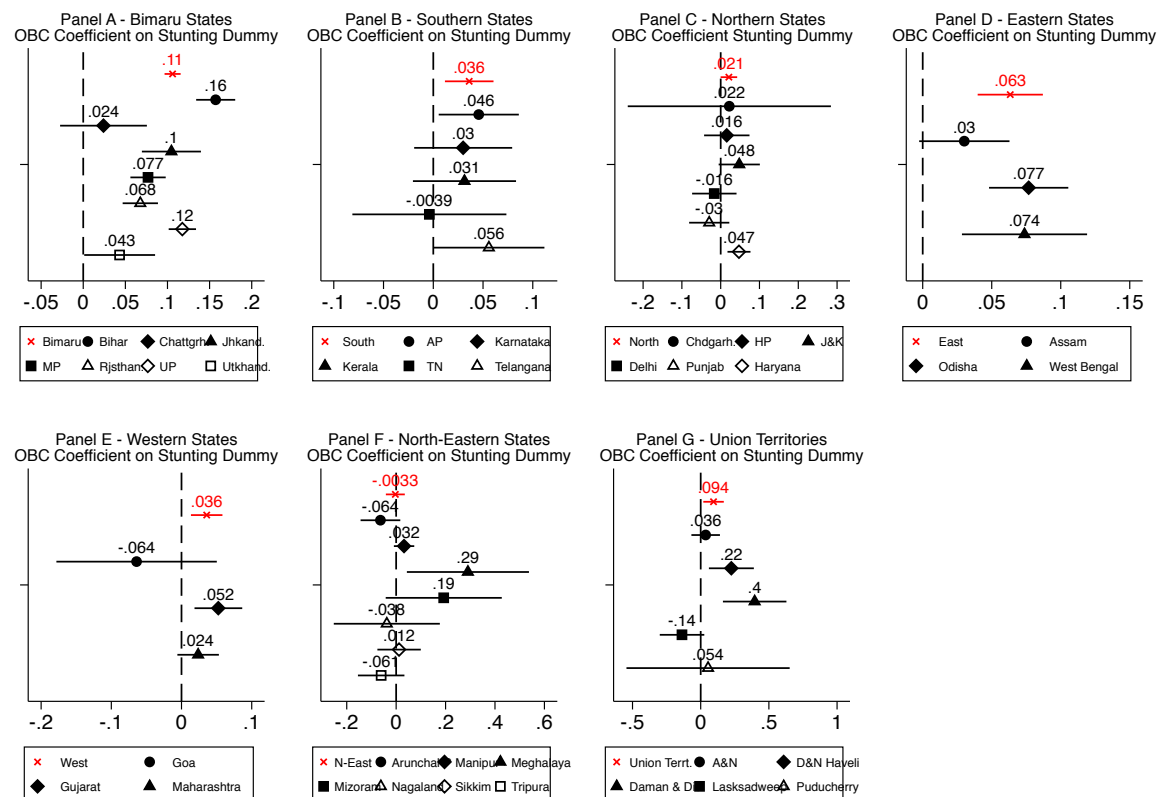 Panel A - Bimaru States
OBC Coefficient on Stunting Dummy
.11
.16
.024
.1
.077
.068
.12
.043
-.05 0 .05 .1 .15 .2
Bimaru Bihar Chattgrh Jhkand.
MP Rjsthan. UP Utkhand.
Panel B - Southern States
OBC Coefficient on Stunting Dummy
.036
.046
.03
.031
-.0039
.056
-.1 -.05 0 .05 .1
South AP Karnataka
Kerala TN Telangana
Panel C - Northern States
OBC Coefficient Stunting Dummy
.021
.022
.016
.048
-.016
-.03
.047
-.2 -.1 0 .1 .2 .3
North Chdgarh. HP J&K
Delhi Punjab Haryana
Panel D - Eastern States
OBC Coefficient on Stunting Dummy
.063
.03
.077
.074
0 .05 .1 .15
East Assam
Odisha West Bengal
Panel E - Western States
OBC Coefficient on Stunting Dummy
.036
-.064
.052
.024
-.2 -.1 0 .1
West Goa
Gujarat Maharashtra
Panel F - North-Eastern States
OBC Coefficient on Stunting Dummy
-.0033
-.064
.032
.29
.19
-.038
.012
-.061
-.2 0 .2 .4 .6
N-East Arunchal Manipu Meghalaya
Mizoram Nagaland Sikkim Tripura
Panel G - Union Territories
OBC Coefficient on Stunting Dummy
.094
.036
.22
.4
-.14
.054
-.5 0 .5 1
Union Territ. A&N D&N Haveli
Daman & D Lasksadweep Puducherry